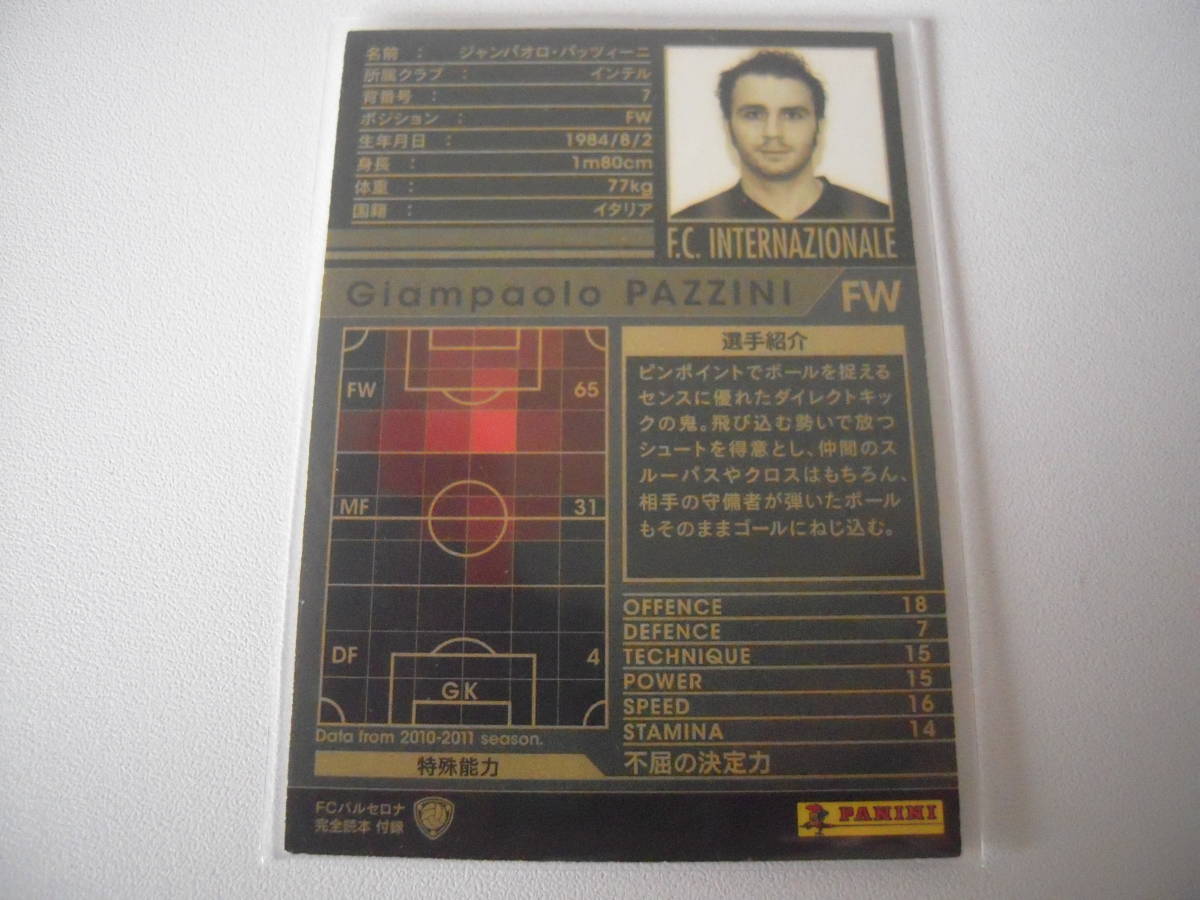 名前 : ジャンパオロ・パッツィーニ
所属クラブ : インテル
背番号 : 7
ポジション : FW
生年月日 : 1984/8/2
身長 : 1m80cm
体重 : 77kg
国籍 : イタリア
F.C. INTERNAZIONALE
Giampaolo PAZZINI FW
FW 65
MF 31
DF 4
GK
Data from 2010-2011 season.
選手紹介
ピンポイントでボールを捉える
センスに優れたダイレクトキッ
クの鬼。飛び込む勢いで放つ
シュートを得意とし、仲間のス
ルーパスやクロスはもちろん、
相手の守備者が弾いたボール
もそのままゴールにねじ込む。
OFFENCE 18
DEFENCE 7
TECHNIQUE 15
POWER 15
SPEED 16
STAMINA 14
特殊能力 不屈の決定力
FCバルセロナ
完全読本 付録
PANINI